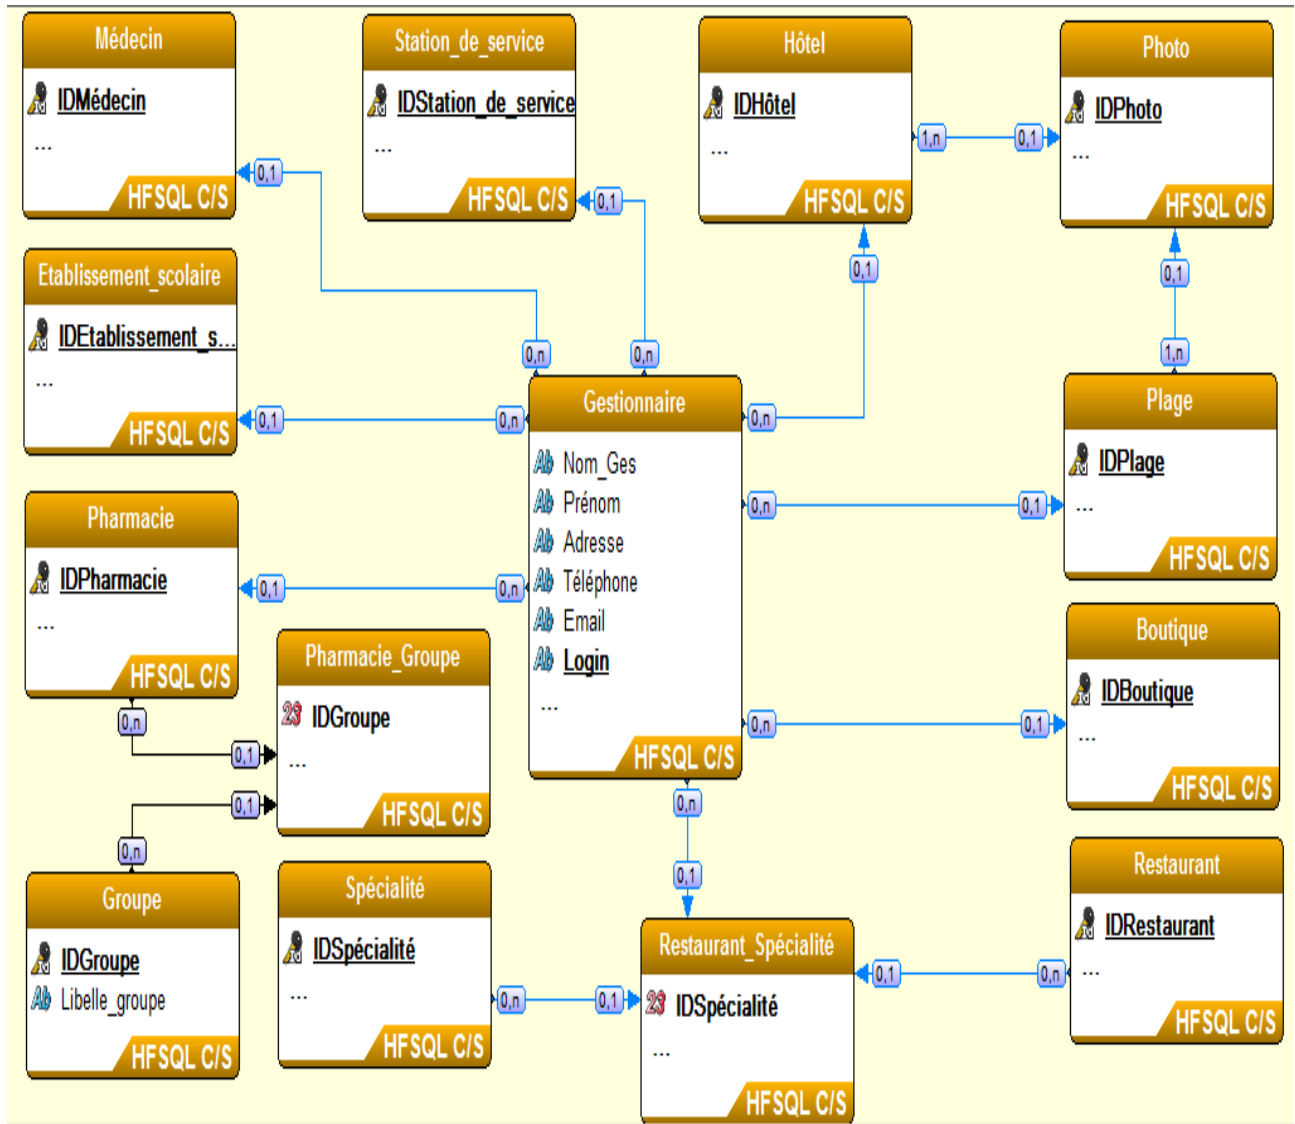 Médecin
IDMédecin
...
HFSQL C/S
0,1
Station_de_service
IDStation_de_service
...
HFSQL C/S
0,1
Hôtel
IDHôtel
...
HFSQL C/S
1,n
0,1
0,1
Photo
IDPhoto
...
HFSQL C/S
0,1
1,n
Etablissement_scolaire
IDEtablissement_s...
...
HFSQL C/S
0,1
0,n
0,n
0,n
Gestionnaire
Nom_Ges
Prénom
Adresse
Téléphone
Email
Login
...
HFSQL C/S
0,n
0,n
0,1
Plage
IDPlage
...
HFSQL C/S
Pharmacie
IDPharmacie
...
HFSQL C/S
0,1
0,n
0,n
0,1
Pharmacie_Groupe
IDGroupe
...
HFSQL C/S
0,1
0,n
0,n
0,1
Boutique
IDBoutique
...
HFSQL C/S
0,n
0,1
Groupe
IDGroupe
Libelle_groupe
HFSQL C/S
Spécialité
IDSpécialité
...
HFSQL C/S
0,n
0,1
Restaurant_Spécialité
IDSpécialité
...
HFSQL C/S
0,1
0,n
Restaurant
IDRestaurant
...
HFSQL C/S